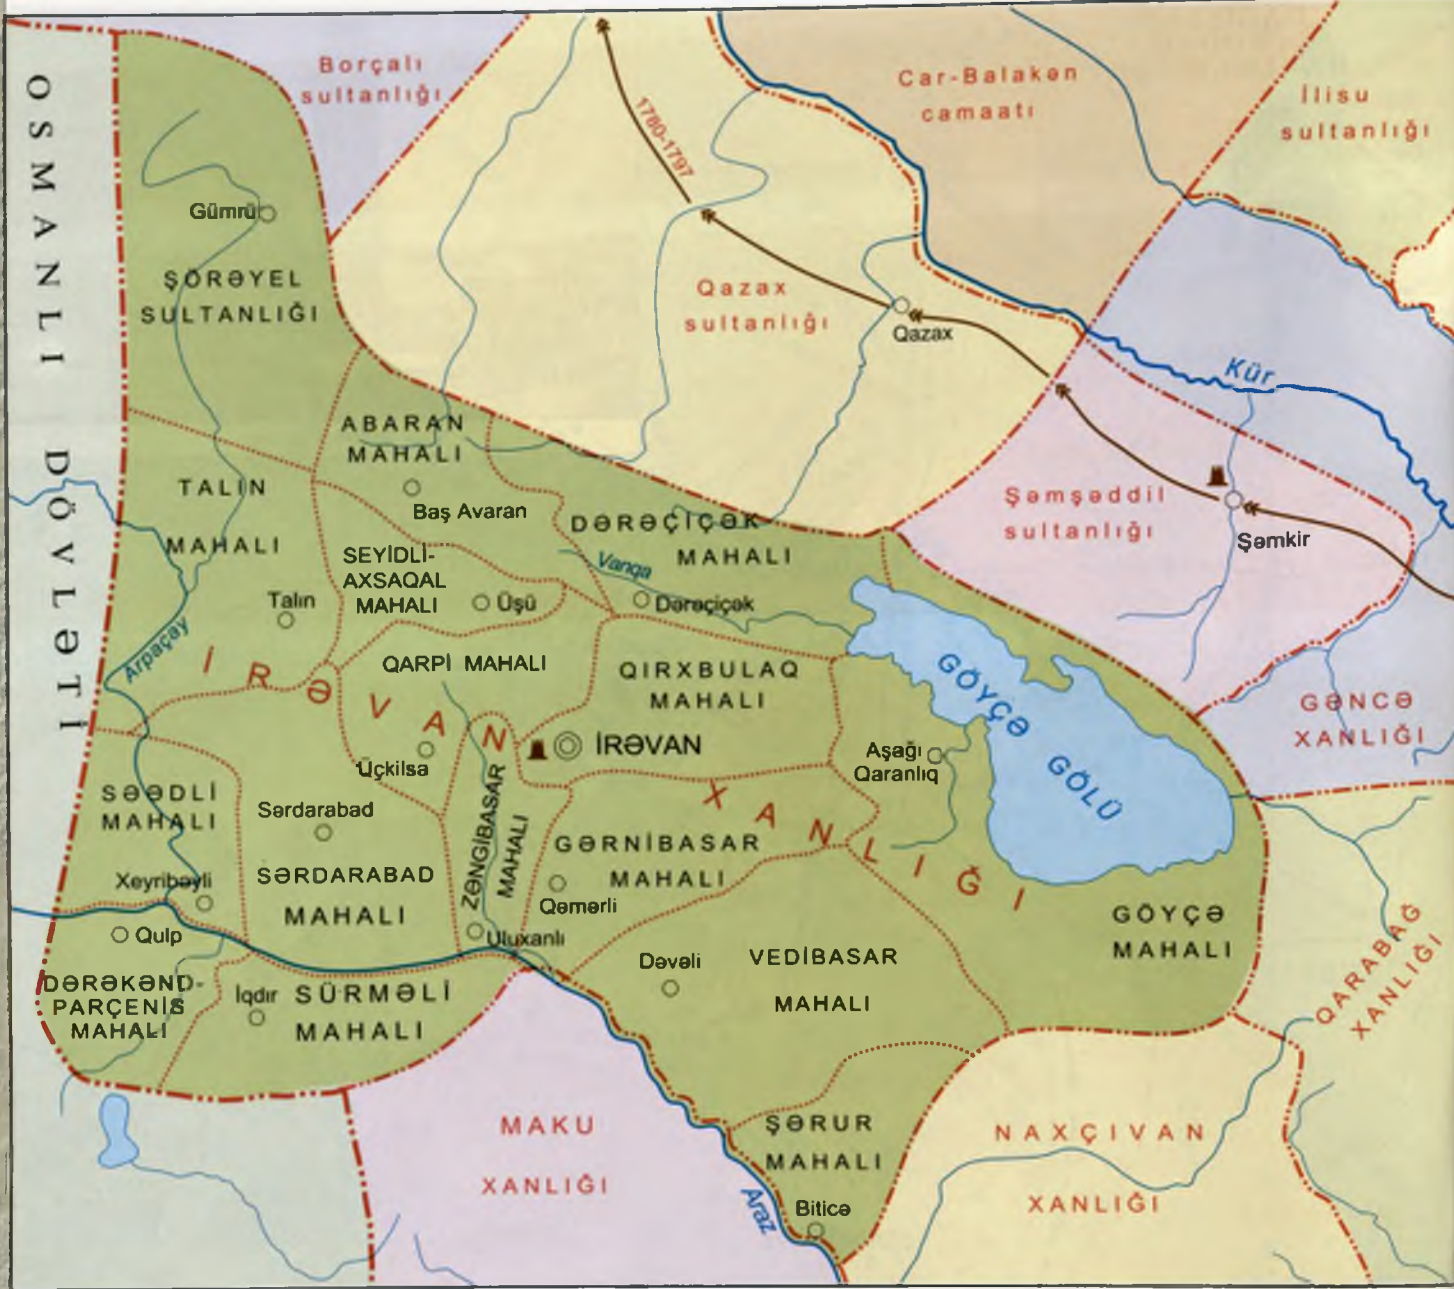 OSMANLI DÖVLƏTİ
Borçalı
sultanlığı
Car-Balakən
camaatı
İlisu
sultanlığı
1780-1797
Gümrü
ŞÖRƏYEL
SULTANLIĞI
Qazax
sultanlığı
Qazax
Kür
ABARAN
MAHALI
Baş Avaran
TALIN
MAHALI
Talın
DƏRƏÇİÇƏK
MAHALI
Vanqa
Dərəçiçək
Şəmşəddil
sultanlığı
Şəmkir
SEYİDLİ-
AXSAQAL
MAHALI
Üşü
Arpaçay
İRƏVAN XANLIĞI
QARPİ MAHALI
Üçkilsa
QIRXBULAQ
MAHALI
İRƏVAN
GÖYÇƏ GÖLÜ
Aşağı
Qaranlıq
GƏNCƏ
XANLIĞI
SƏƏDLİ
MAHALI
Xeyribəyli
Sərdarabad
SƏRDARABAD
MAHALI
ZƏNGİBASAR
MAHALI
Uluxanlı
GƏRNİBASAR
MAHALI
Qəmərli
GÖYÇƏ
MAHALI
QARABAĞ
XANLIĞI
Qulp
DƏRƏKƏND-
PARÇENİS
MAHALI
İqdır
SÜRMƏLİ
MAHALI
Dəvəli
VEDİBASAR
MAHALI
MAKU
XANLIĞI
ŞƏRUR
MAHALI
Biticə
Araz
NAXÇIVAN
XANLIĞI